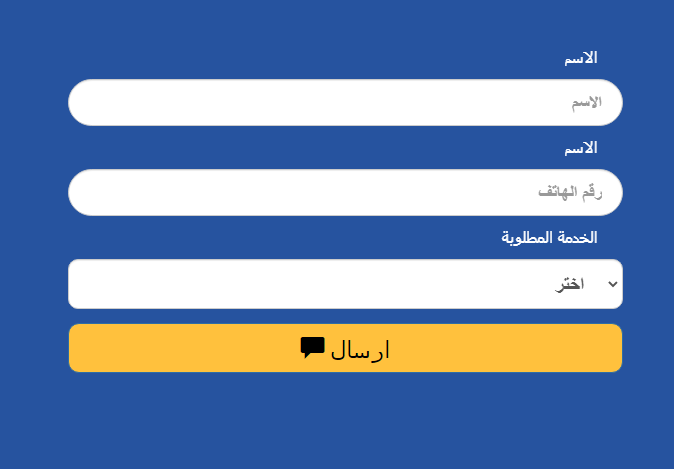 الاسم
الاسم
الاسم
رقم الهاتف
الخدمة المطلوبة
اختر
ارسال